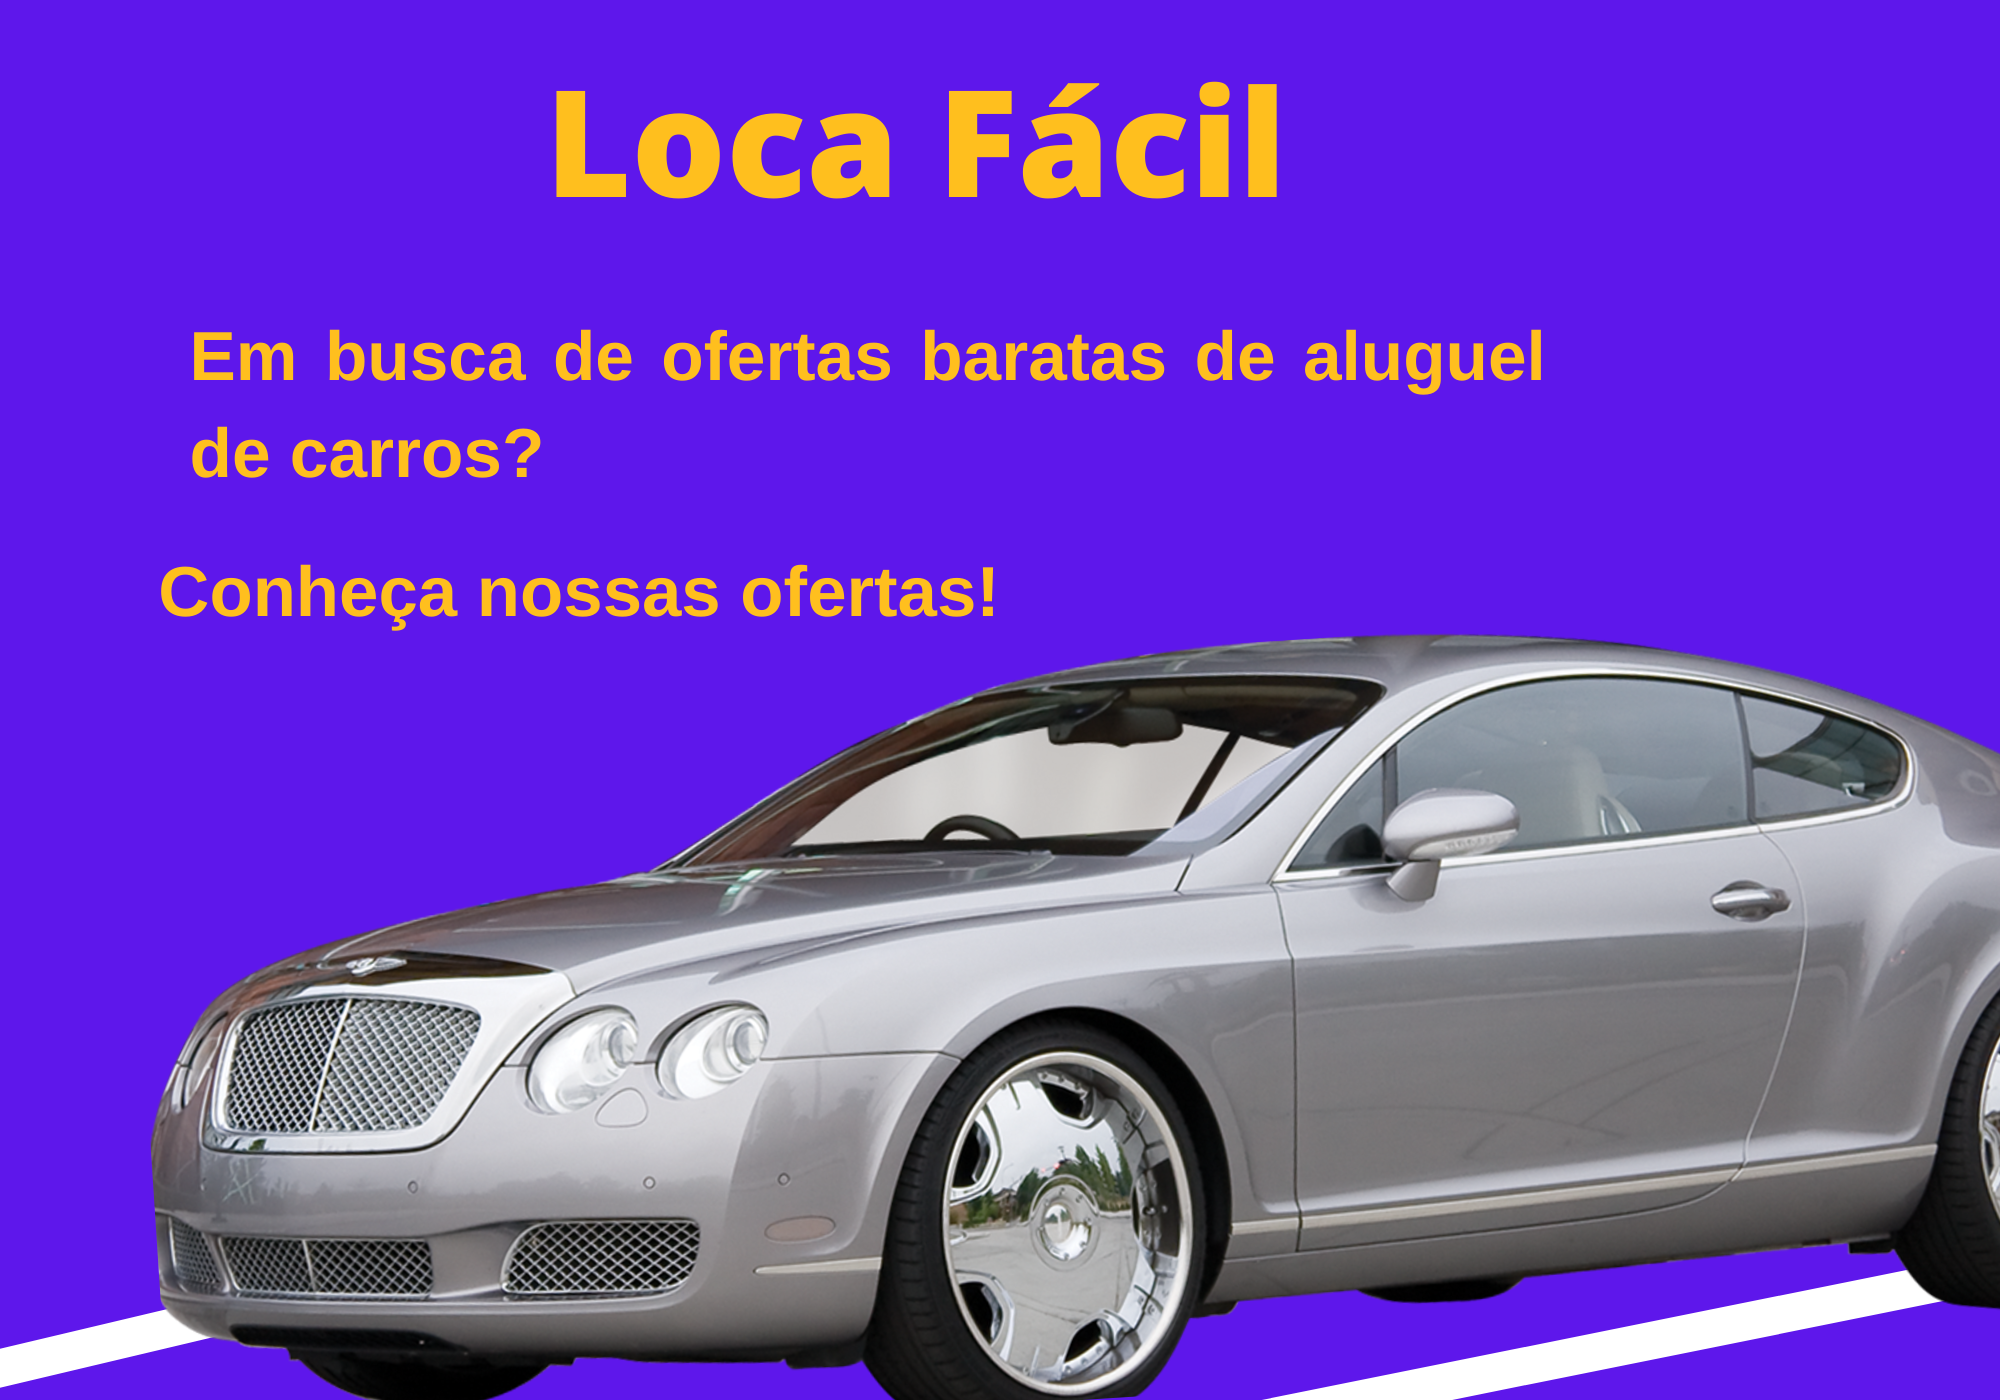 Loca Fácil
Em busca de ofertas baratas de aluguel
de carros?
Conheça nossas ofertas!